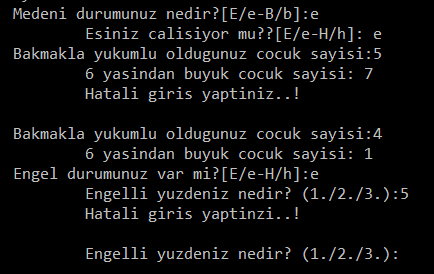 Medeni durumunuz nedir?[E/e-B/b]:e
Esiniz calisiyor mu??[E/e-H/h]: e
Bakmakla yukumlu oldugunuz cocuk sayisi:5
6 yasindan buyuk cocuk sayisi: 7
Hatali giris yaptiniz..!
Bakmakla yukumlu oldugunuz cocuk sayisi:4
6 yasindan buyuk cocuk sayisi: 1
Engel durumunuz var mi?[E/e-H/h]:e
Engelli yuzdeniz nedir? (1./2./3.):5
Hatali giris yaptinzi..!
Engelli yuzdeniz nedir? (1./2./3.):